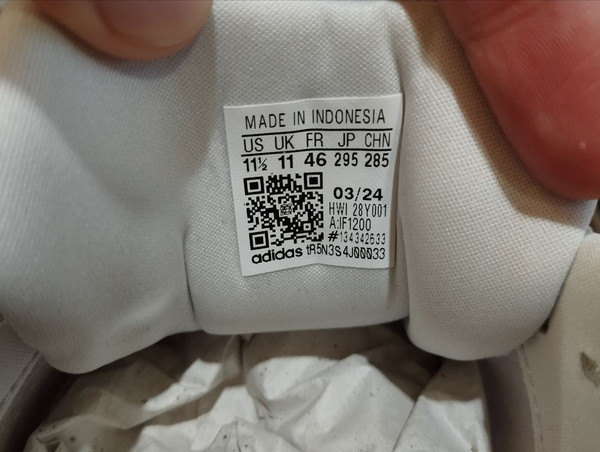 MADE IN INDONESIA
US UK FR JP CHN
11½ 11 46 295 285
03/24
HWI 28Y001
A:IF1200
#134342633
adidas tR5N3S4J00033